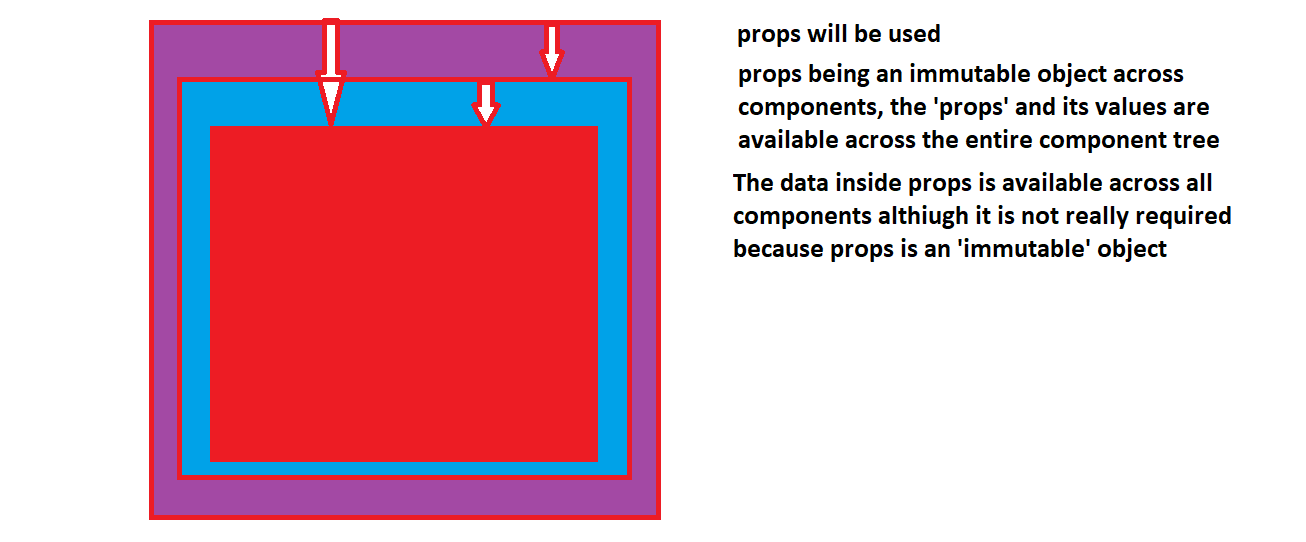 props will be used
props being an immutable object across
components, the 'props' and its values are
available across the entire component tree
The data inside props is available across all
components althiugh it is not really required
because props is an 'immutable' object